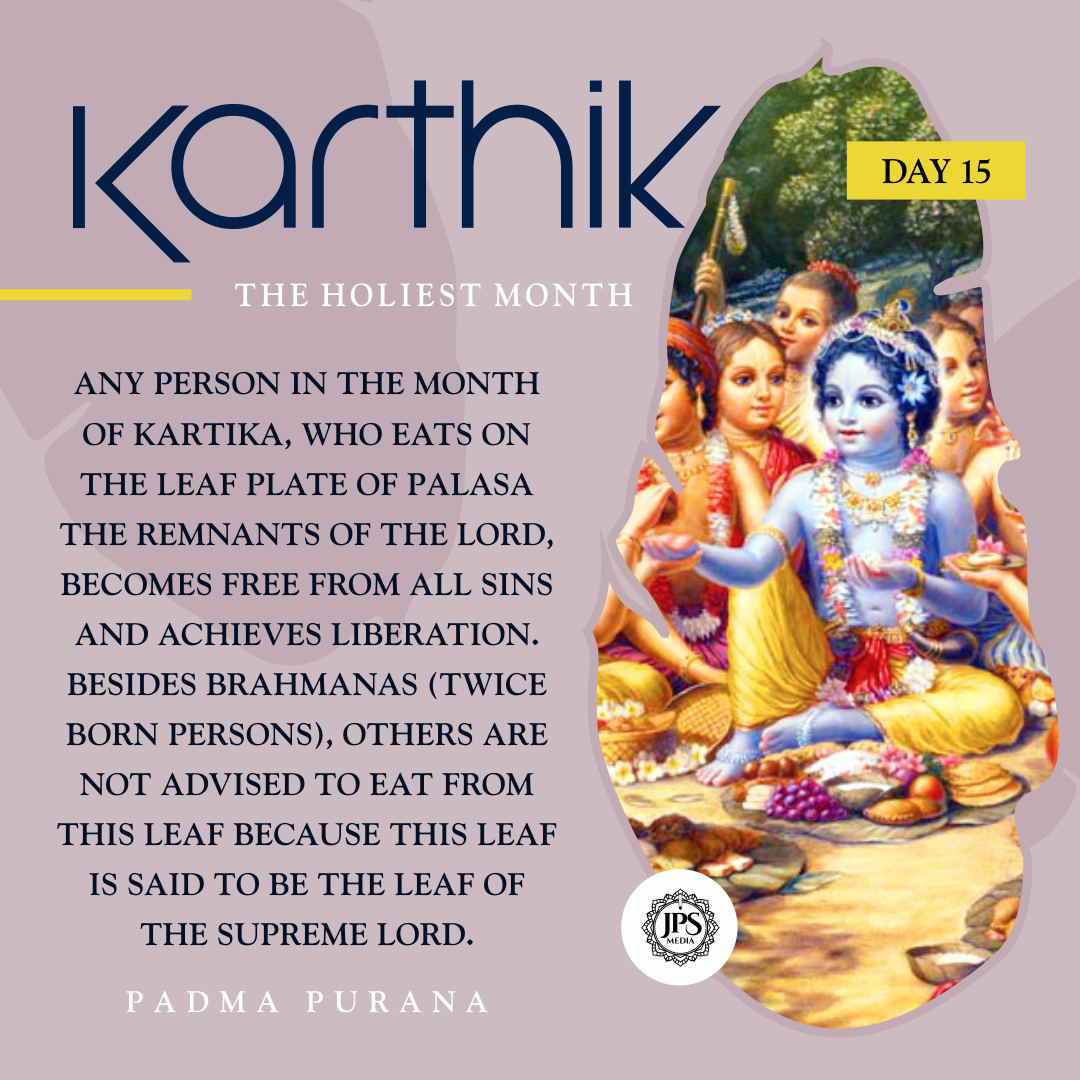 Karthik
DAY 15
THE HOLIEST MONTH
ANY PERSON IN THE MONTH
OF KARTIKA, WHO EATS ON
THE LEAF PLATE OF PALASA
THE REMNANTS OF THE LORD,
BECOMES FREE FROM ALL SINS
AND ACHIEVES LIBERATION.
BESIDES BRAHMANAS (TWICE
BORN PERSONS), OTHERS ARE
NOT ADVISED TO EAT FROM
THIS LEAF BECAUSE THIS LEAF
IS SAID TO BE THE LEAF OF
THE SUPREME LORD.
PADMA PURANA
JPS
MEDIA